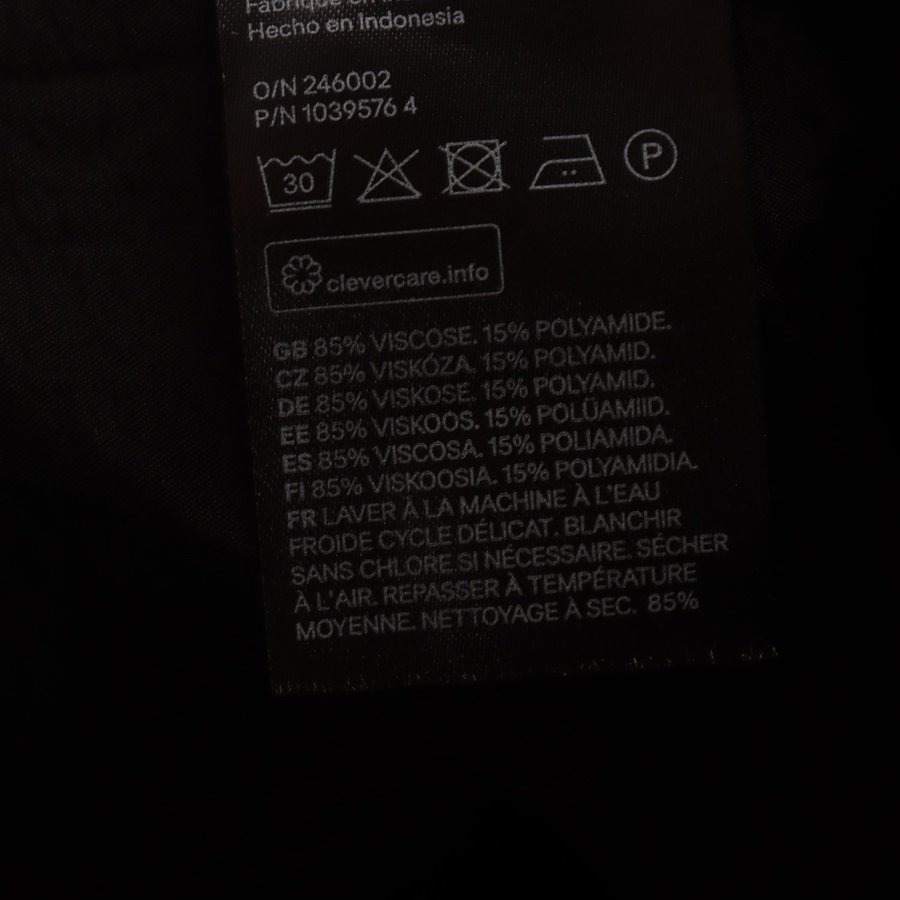 Hecho en Indonesia
O/N 246002
P/N 1039576 4
30
P
clevercare.info
GB 85% VISCOSE. 15% POLYAMIDE.
CZ 85% VISKÓZA. 15% POLYAMID.
DE 85% VISKOSE. 15% POLYAMID.
EE 85% VISKOOS. 15% POLÜAMIID.
ES 85% VISCOSA. 15% POLIAMIDA.
FI 85% VISKOOSIA. 15% POLYAMIDIA.
FR LAVER À LA MACHINE À L'EAU
FROIDE CYCLE DÉLICAT. BLANCHIR
SANS CHLORE SI NÉCESSAIRE. SÉCHER
À L'AIR. REPASSER À TEMPÉRATURE
MOYENNE. NETTOYAGE À SEC. 85%